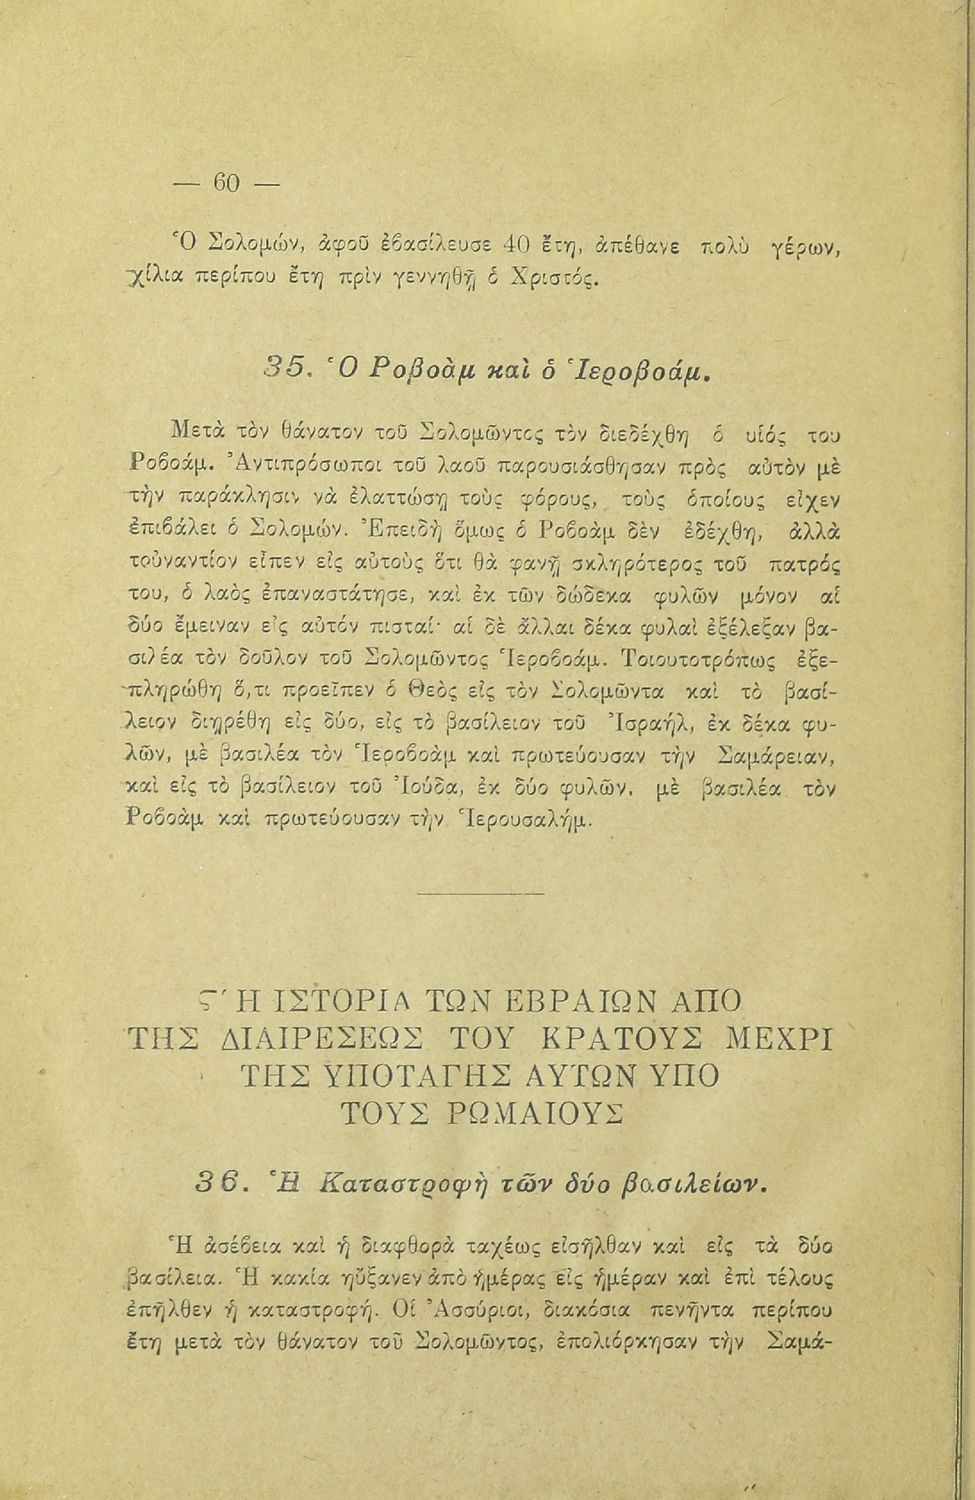 — 60 —
Ὁ Σολομών, ἀφοῦ ἐβασίλευσε 40 ἔτη, ἀπέθανε πολὺ γέρων,
χίλια περίπου ἔτη πρὶν γεννηθῇ ὁ Χριστός.
35. Ὁ Ροβοὰμ καὶ ὁ Ἱεροβοάμ.
Μετὰ τὸν θάνατον τοῦ Σολομῶντος τὸν διεδέχθη ὁ υἱός του
Ροβοάμ. Ἀντιπρόσωποι τοῦ λαοῦ παρουσιάσθησαν πρὸς αὐτὸν μὲ
τὴν παράκλησιν νὰ ἐλαττώσῃ τοὺς φόρους, τοὺς ὁποίους εἶχεν
ἐπιβάλει ὁ Σολομών. Ἐπειδὴ ὅμως ὁ Ροβοὰμ δὲν ἐδέχθη, ἀλλὰ
τοὐναντίον εἶπεν εἰς αὐτοὺς ὅτι θὰ φανῇ σκληρότερος τοῦ πατρός
του, ὁ λαὸς ἐπαναστάτησε, καὶ ἐκ τῶν δώδεκα φυλῶν μόνον αἱ
δύο ἔμειναν εἰς αὐτόν πισταί· αἱ δὲ ἄλλαι δέκα φυλαὶ ἐξέλεξαν βα-
σιλέα τὸν δοῦλον τοῦ Σολομῶντος Ἱεροβοάμ. Τοιουτοτρόπως ἐξε-
πληρώθη ὅ,τι προεῖπεν ὁ Θεὸς εἰς τὸν Σολομῶντα καὶ τὸ βασί-
λειον διῃρέθη εἰς δύο, εἰς τὸ βασίλειον τοῦ Ἰσραήλ, ἐκ δέκα φυ-
λῶν, μὲ βασιλέα τὸν Ἱεροβοὰμ καὶ πρωτεύουσαν τὴν Σαμάρειαν,
καὶ εἰς τὸ βασίλειον τοῦ Ἰούδα, ἐκ δύο φυλῶν, μὲ βασιλέα τὸν
Ροβοὰμ καὶ πρωτεύουσαν τὴν Ἱερουσαλήμ.
Ϛ′ Η ΙΣΤΟΡΙΑ ΤΩΝ ΕΒΡΑΙΩΝ ΑΠΟ
ΤΗΣ ΔΙΑΙΡΕΣΕΩΣ ΤΟΥ ΚΡΑΤΟΥΣ ΜΕΧΡΙ
ΤΗΣ ΥΠΟΤΑΓΗΣ ΑΥΤΩΝ ΥΠΟ
ΤΟΥΣ ΡΩΜΑΙΟΥΣ
36. Ἡ Καταστροφὴ τῶν δύο βασιλείων.
Ἡ ἀσέβεια καὶ ἡ διαφθορὰ ταχέως εἰσῆλθαν καὶ εἰς τὰ δύο
βασίλεια. Ἡ κακία ηὔξανεν ἀπὸ ἡμέρας εἰς ἡμέραν καὶ ἐπὶ τέλους
ἐπῆλθεν ἡ καταστροφή. Οἱ Ἀσσύριοι, διακόσια πενῆντα περίπου
ἔτη μετὰ τὸν θάνατον τοῦ Σολομῶντος, ἐπολιόρκησαν τὴν Σαμά-